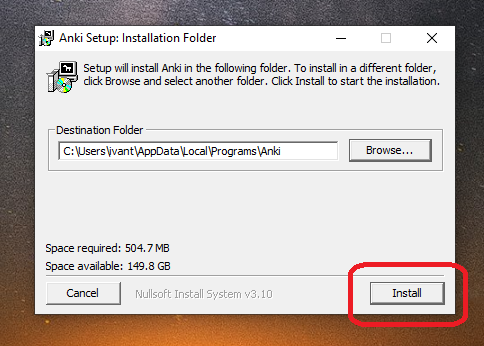 Anki Setup: Installation Folder
Setup will install Anki in the following folder. To install in a different folder,
click Browse and select another folder. Click Install to start the installation.
Destination Folder
C:\Users\ivant\AppData\Local\Programs\Anki
Browse...
Space required: 504.7 MB
Space available: 149.8 GB
Cancel
Nullsoft Install System v3.10
Install